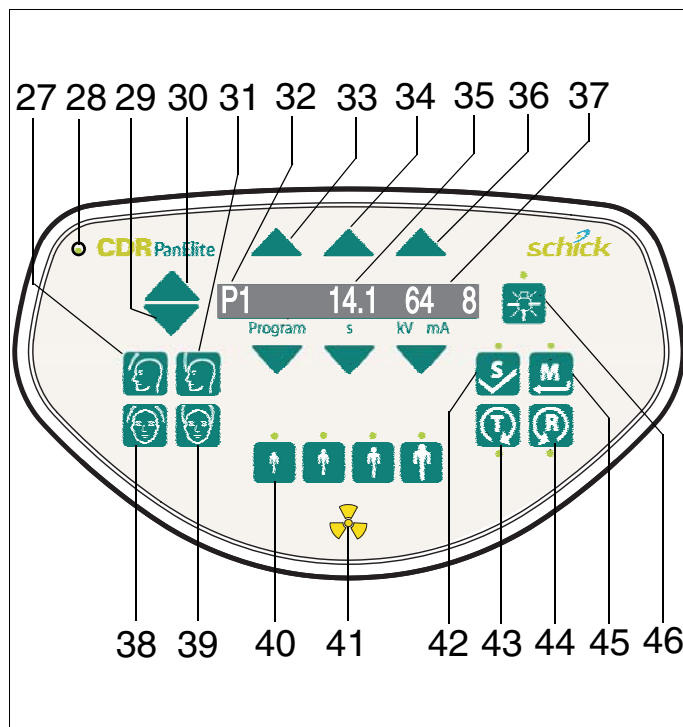 27 28 29 30 31 32 33 34 35 36 37
CDR PanElite
schick
P1 14.1 64 8
Program s kV mA
S M
T R
38 39 40 41 42 43 44 45 46